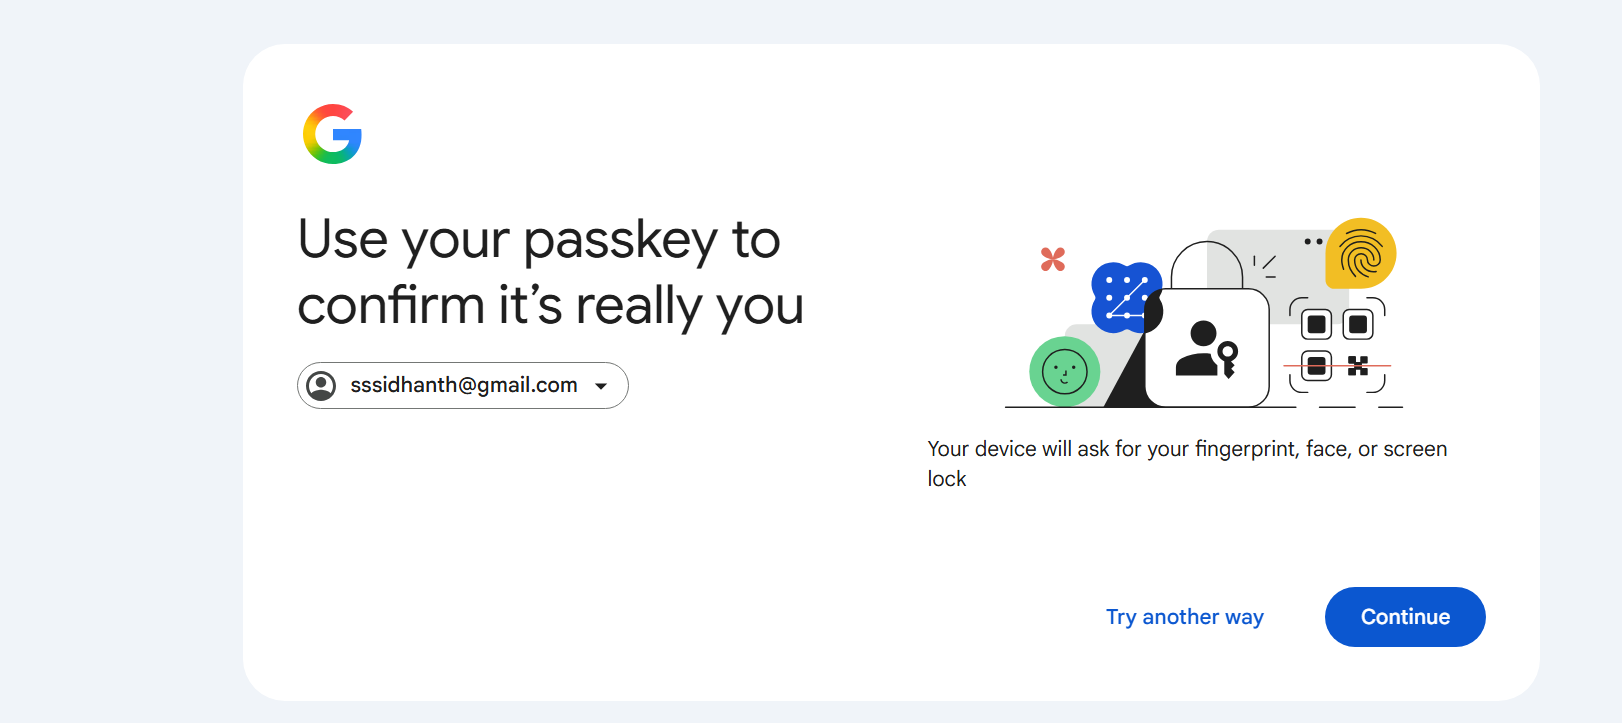 Use your passkey to
confirm it’s really you
sssidhanth@gmail.com
Your device will ask for your fingerprint, face, or screen
lock
Try another way
Continue